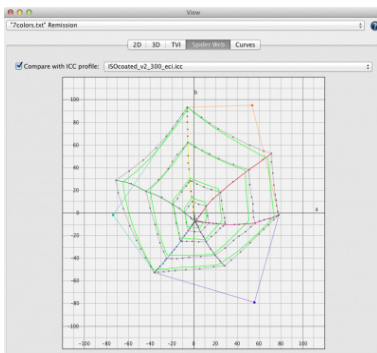 View
"7colors.txt" Remission
2D 3D TVI Spider Web Curves
Compare with ICC profile: ISOcoated_v2_300_eci.icc
b
100
80
60
40
20
0
a
-20
-40
-60
-80
-100
-100 -80 -60 -40 -20 0 20 40 60 80 100